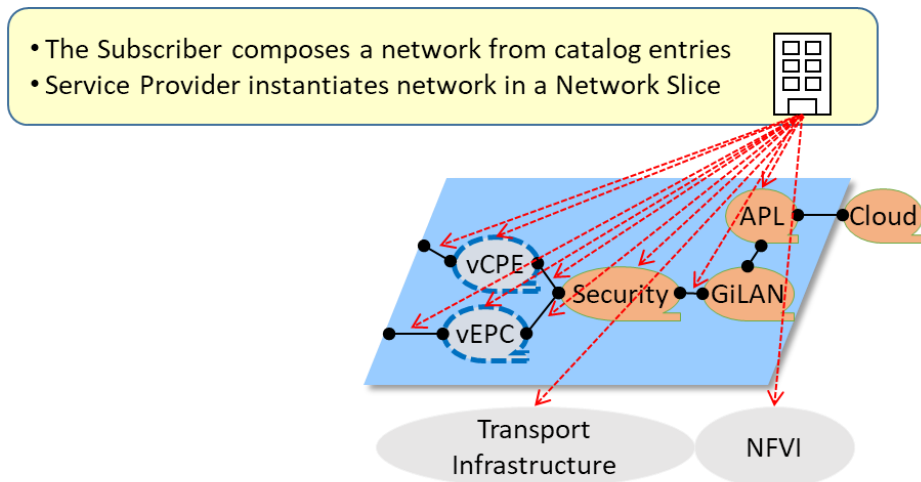 • The Subscriber composes a network from catalog entries
• Service Provider instantiates network in a Network Slice
APL
Cloud
vCPE
Security
GiLAN
vEPC
Transport
Infrastructure
NFVI